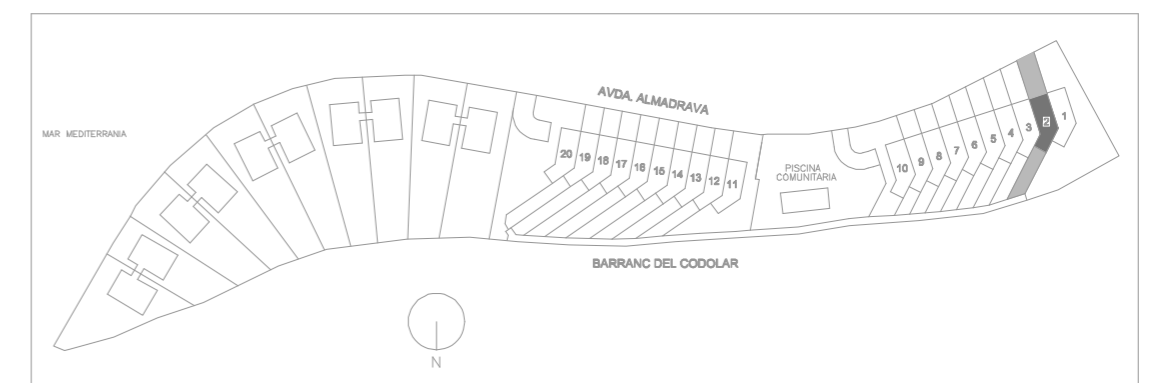 AVDA. ALMADRAVA
MAR MEDITERRANIA
20 19 18 17 16 15 14 13 12 11
PISCINA
COMUNITARIA
10 9 8 7 6 5 4 3 2 1
BARRANC DEL CODOLAR
N